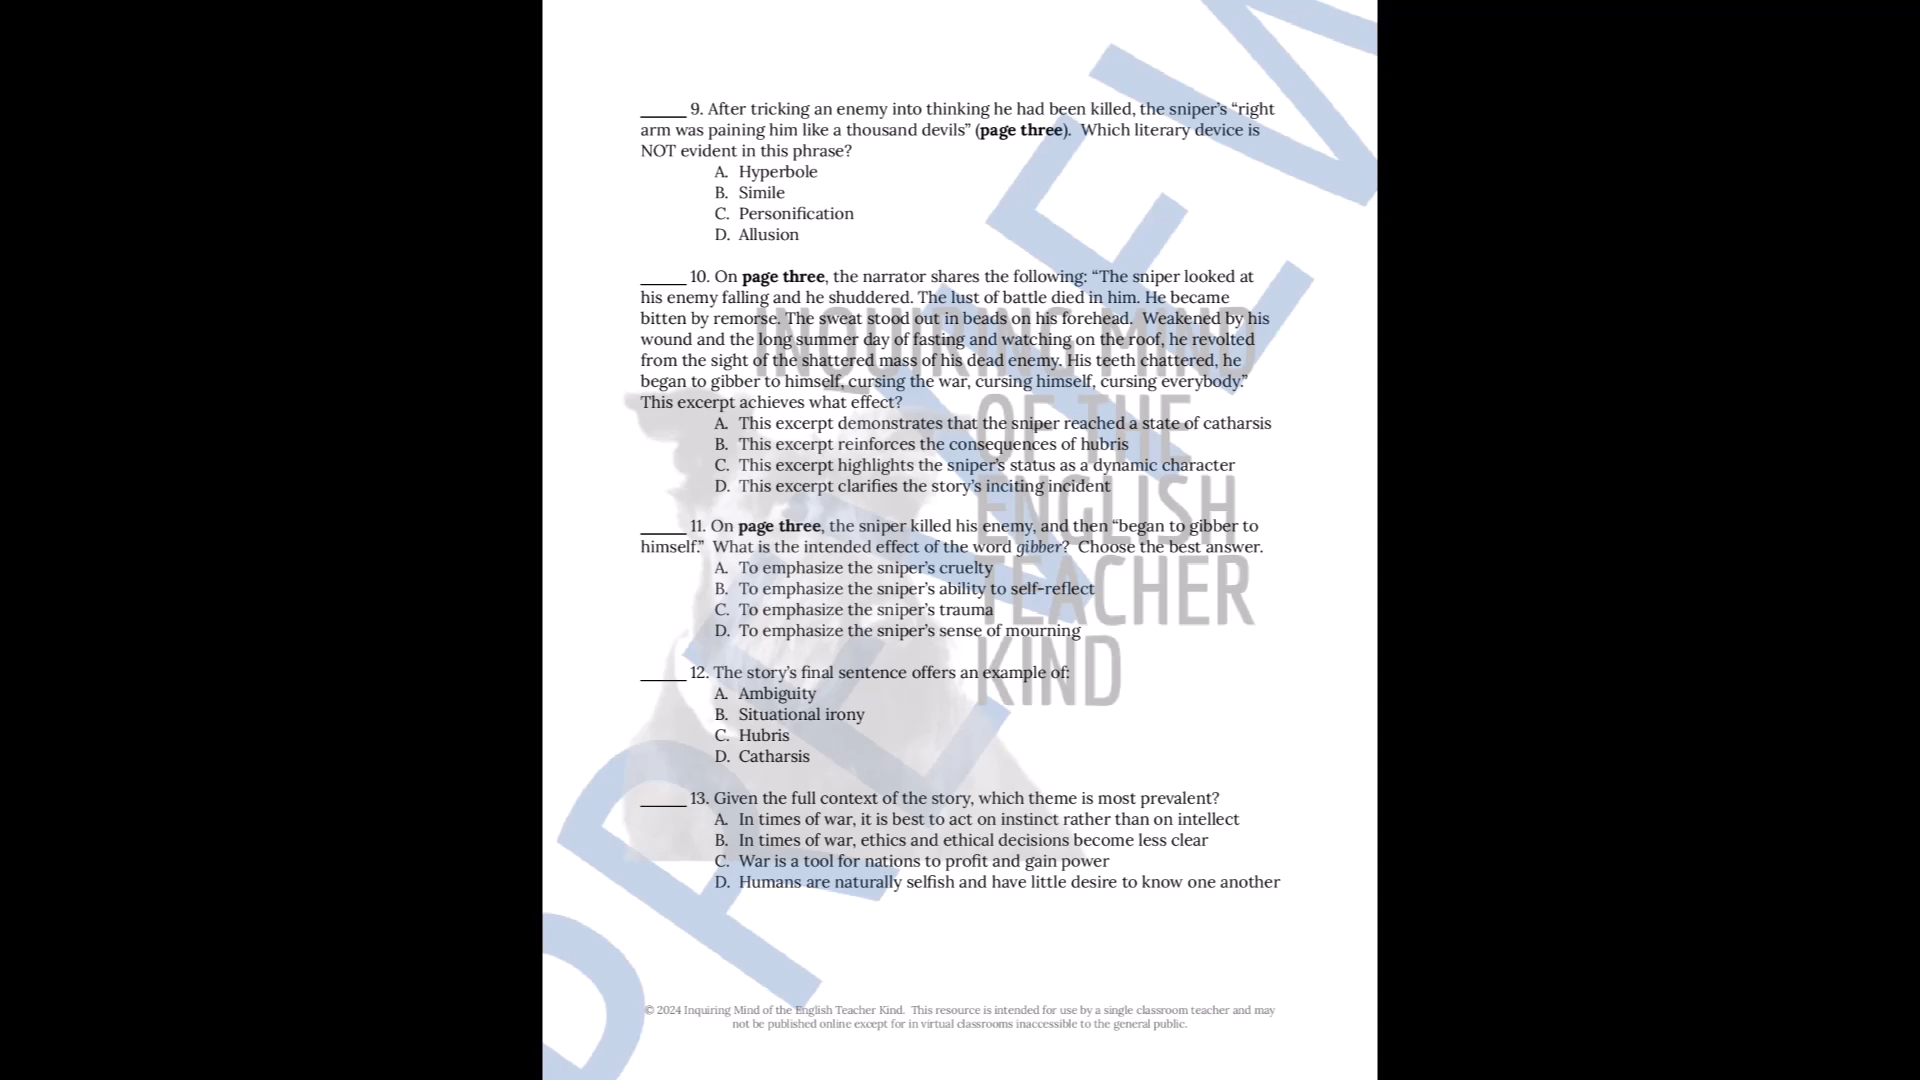 _____ 9. After tricking an enemy into thinking he had been killed, the sniper's “right
arm was paining him like a thousand devils” (page three). Which literary device is
NOT evident in this phrase?
A. Hyperbole
B. Simile
C. Personification
D. Allusion
_____ 10. On page three, the narrator shares the following: “The sniper looked at
his enemy falling and he shuddered. The lust of battle died in him. He became
bitten by remorse. The sweat stood out in beads on his forehead. Weakened by his
wound and the long summer day of fasting and watching on the roof, he revolted
from the sight of the shattered mass of his dead enemy. His teeth chattered, he
began to gibber to himself, cursing the war, cursing himself, cursing everybody.”
This excerpt achieves what effect?
A. This excerpt demonstrates that the sniper reached a state of catharsis
B. This excerpt reinforces the consequences of hubris
C. This excerpt highlights the sniper's status as a dynamic character
D. This excerpt clarifies the story's inciting incident
_____ 11. On page three, the sniper killed his enemy, and then “began to gibber to
himself.” What is the intended effect of the word gibber? Choose the best answer.
A. To emphasize the sniper's cruelty
B. To emphasize the sniper's ability to self-reflect
C. To emphasize the sniper's trauma
D. To emphasize the sniper's sense of mourning
_____ 12. The story's final sentence offers an example of:
A. Ambiguity
B. Situational irony
C. Hubris
D. Catharsis
_____ 13. Given the full context of the story, which theme is most prevalent?
A. In times of war, it is best to act on instinct rather than on intellect
B. In times of war, ethics and ethical decisions become less clear
C. War is a tool for nations to profit and gain power
D. Humans are naturally selfish and have little desire to know one another
© 2024 Inquiring Mind of the English Teacher Kind. This resource is intended for use by a single classroom teacher and may
not be published online except for in virtual classrooms inaccessible to the general public.
INQUIRING MIND
OF THE
ENGLISH
TEACHER
KIND
PREVIEW